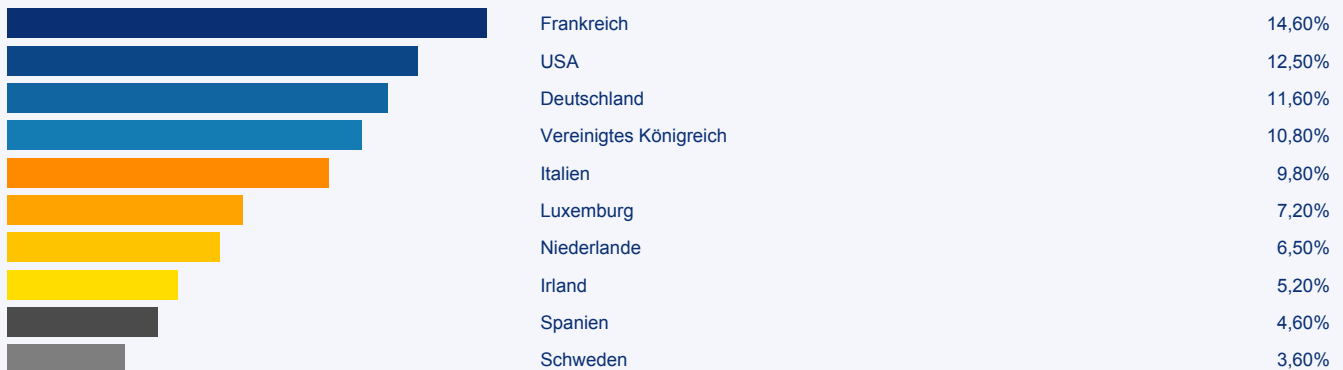 Frankreich 14,60%
USA 12,50%
Deutschland 11,60%
Vereinigtes Königreich 10,80%
Italien 9,80%
Luxemburg 7,20%
Niederlande 6,50%
Irland 5,20%
Spanien 4,60%
Schweden 3,60%